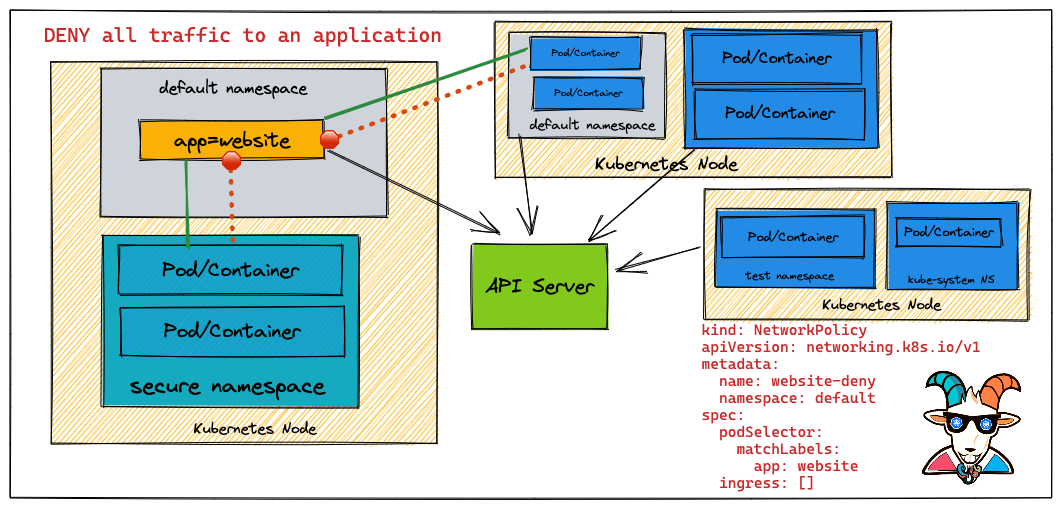 DENY all traffic to an application
default namespace
app=website
Pod/Container
Pod/Container
secure namespace
Kubernetes Node
Pod/Container
Pod/Container
default namespace
Pod/Container
Pod/Container
Kubernetes Node
API Server
Pod/Container
test namespace
Pod/Container
kube-system NS
Kubernetes Node
kind: NetworkPolicy
apiVersion: networking.k8s.io/v1
metadata:
  name: website-deny
  namespace: default
spec:
  podSelector:
    matchLabels:
      app: website
  ingress: []